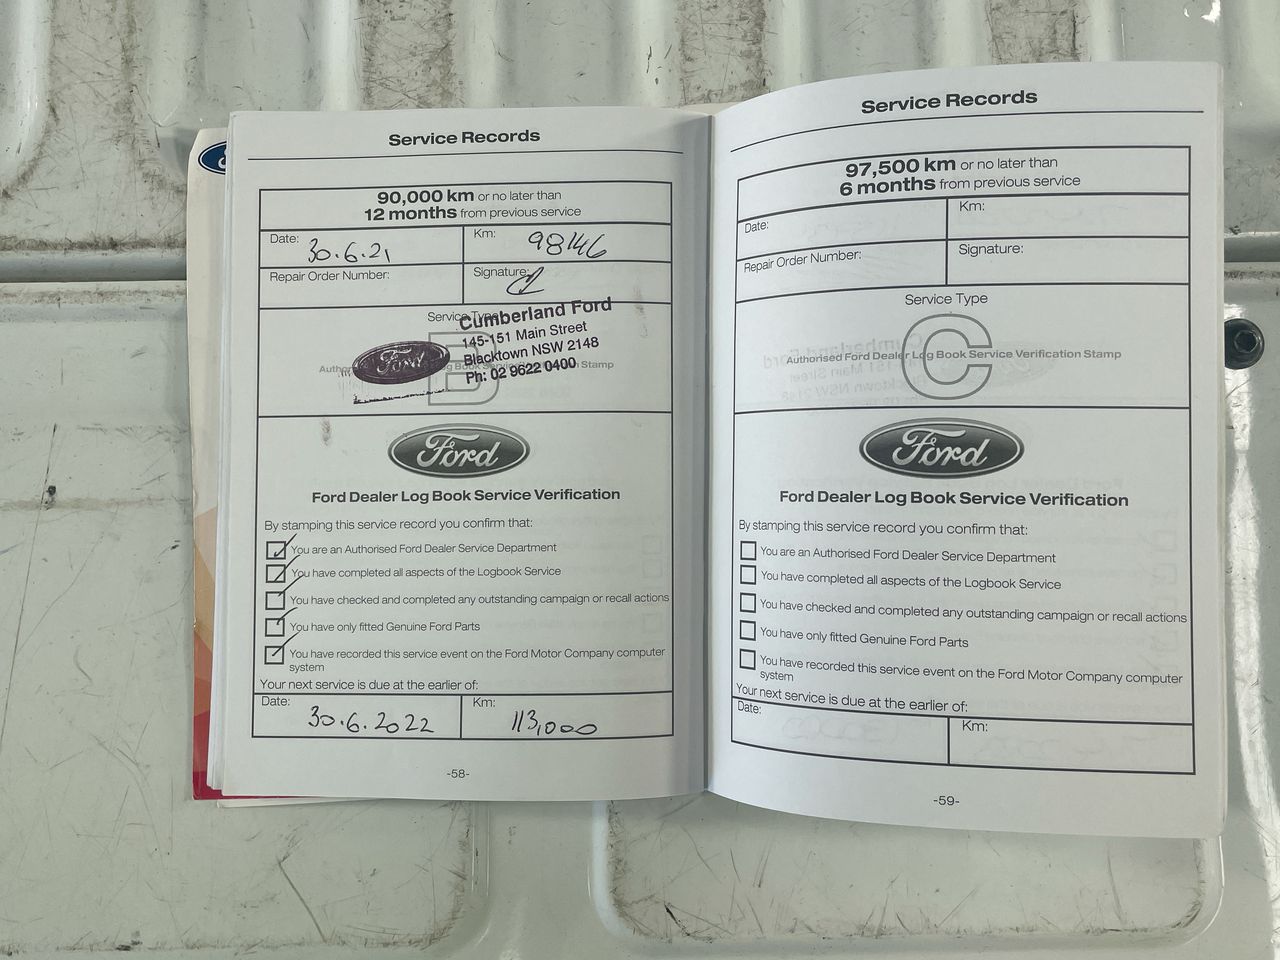 Service Records
90,000 km or no later than
12 months from previous service
Date: 30.6.21
Km: 98146
Repair Order Number:
Signature:
Service Type
B
Cumberland Ford
145-151 Main Street
Blacktown NSW 2148
Ph: 02 9622 0400
Ford
Ford
Ford Dealer Log Book Service Verification
By stamping this service record you confirm that:
You are an Authorised Ford Dealer Service Department
You have completed all aspects of the Logbook Service
You have checked and completed any outstanding campaign or recall actions
You have only fitted Genuine Ford Parts
You have recorded this service event on the Ford Motor Company computer
system
Your next service is due at the earlier of:
Date: 30.6.2022
Km: 113,000
-58-
Service Records
97,500 km or no later than
6 months from previous service
Date:
Km:
Repair Order Number:
Signature:
Service Type
C
Authorised Ford Dealer Log Book Service Verification Stamp
Ford
Ford Dealer Log Book Service Verification
By stamping this service record you confirm that:
You are an Authorised Ford Dealer Service Department
You have completed all aspects of the Logbook Service
You have checked and completed any outstanding campaign or recall actions
You have only fitted Genuine Ford Parts
You have recorded this service event on the Ford Motor Company computer
system
Your next service is due at the earlier of:
Date:
Km:
-59-